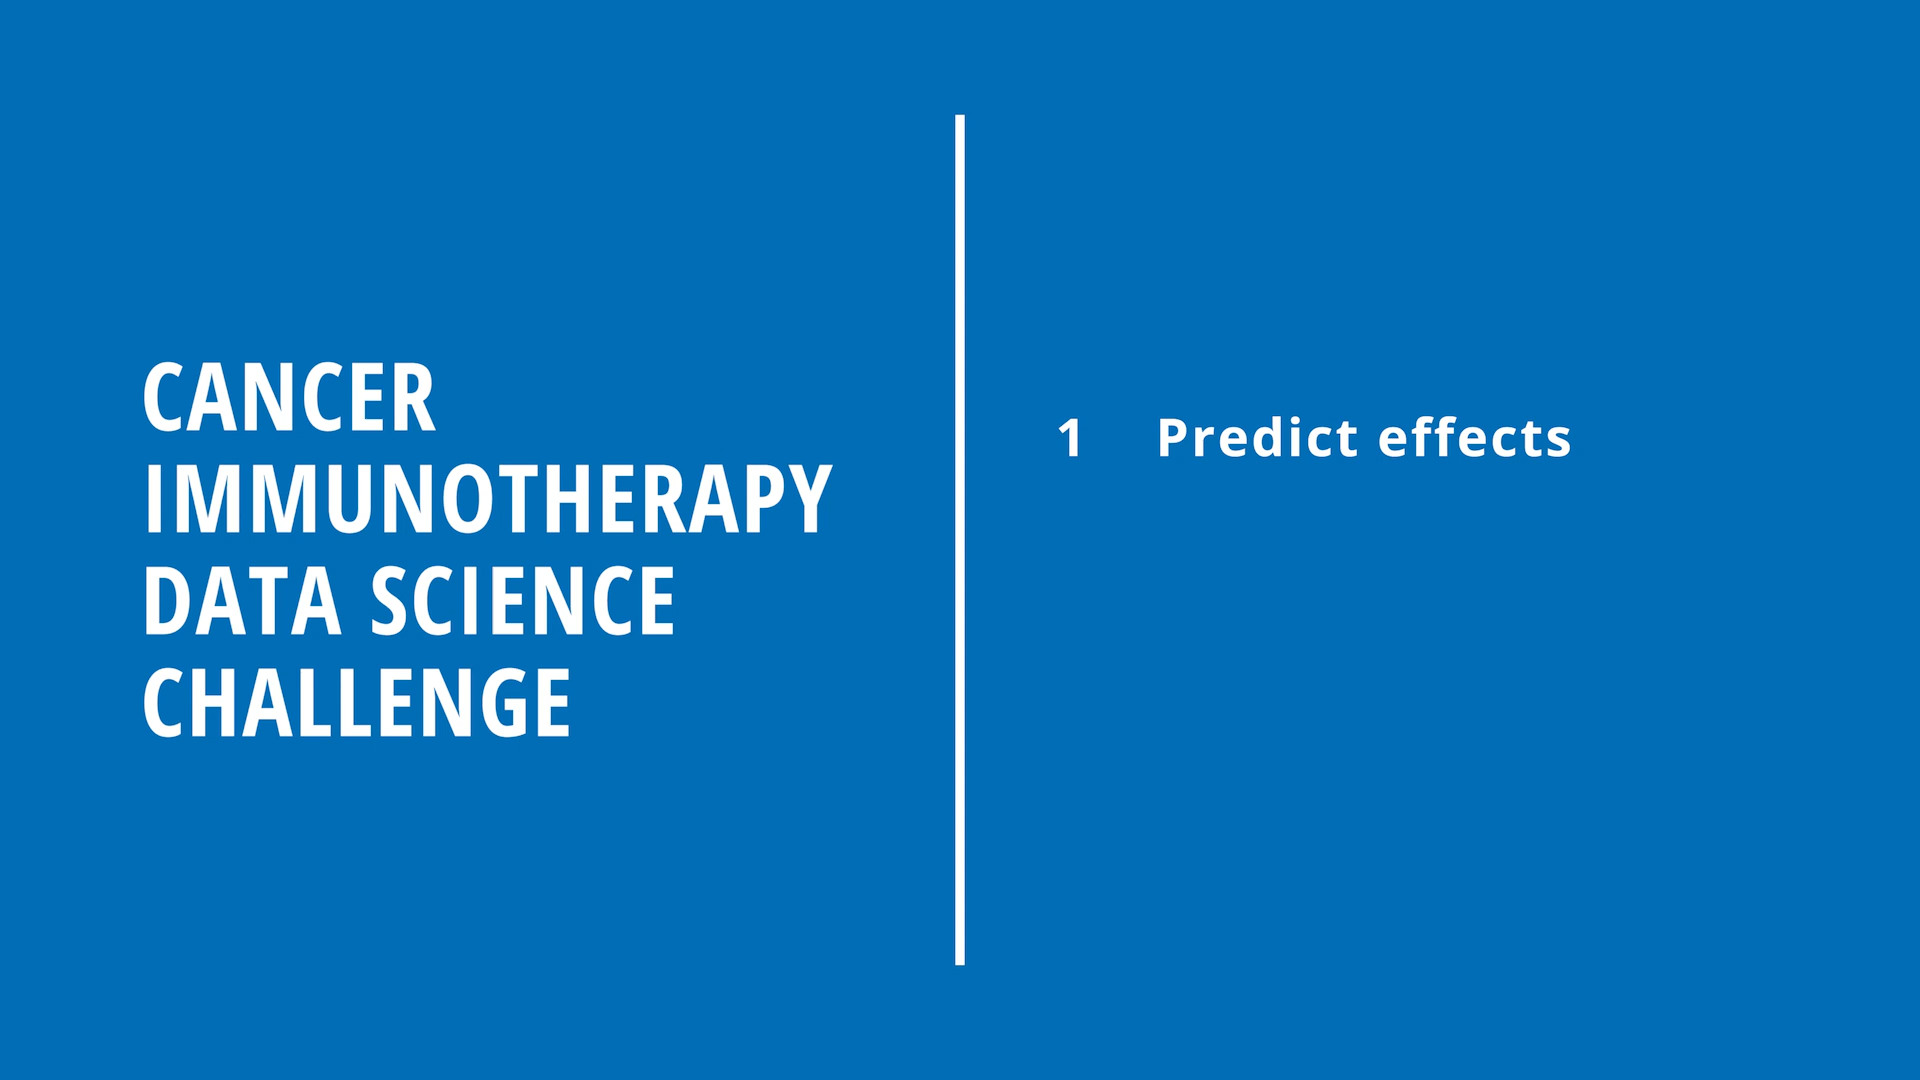 CANCER
IMMUNOTHERAPY
DATA SCIENCE
CHALLENGE
1 Predict effects